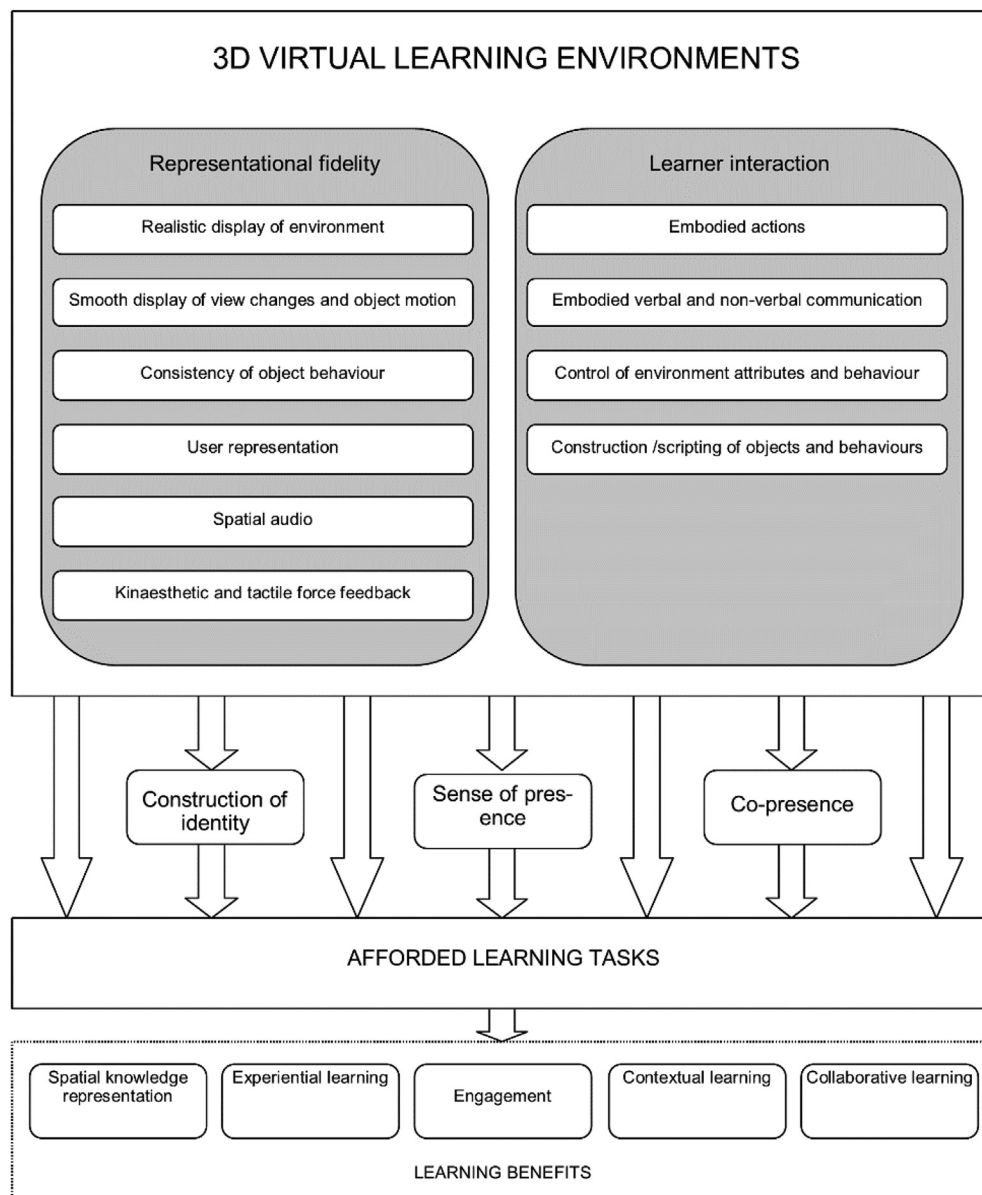 3D VIRTUAL LEARNING ENVIRONMENTS
Representational fidelity
Realistic display of environment
Smooth display of view changes and object motion
Consistency of object behaviour
User representation
Spatial audio
Kinaesthetic and tactile force feedback
Learner interaction
Embodied actions
Embodied verbal and non-verbal communication
Control of environment attributes and behaviour
Construction /scripting of objects and behaviours
Construction of
identity
Sense of pres-
ence
Co-presence
AFFORDED LEARNING TASKS
Spatial knowledge
representation
Experiential learning
Engagement
Contextual learning
Collaborative learning
LEARNING BENEFITS